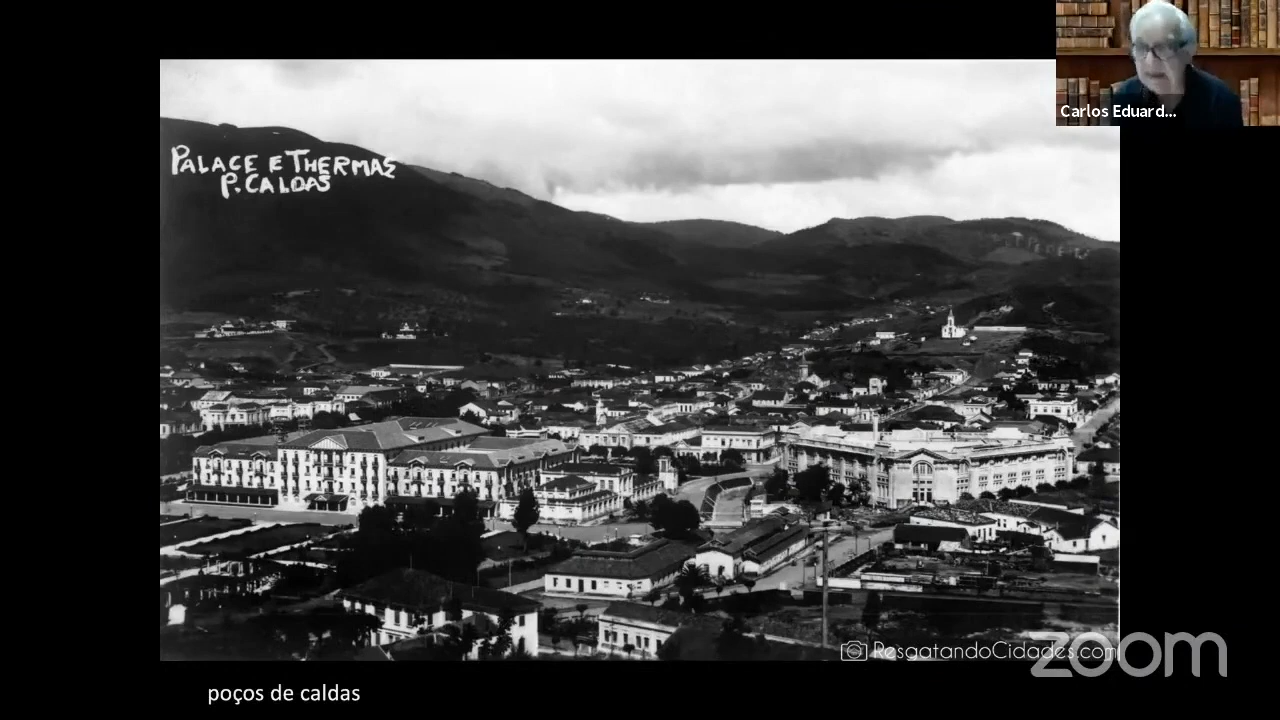 Carlos Eduard...
PALACE E THERMAS
P. CALDAS
ResgatandoCidades.com
zoom
poços de caldas